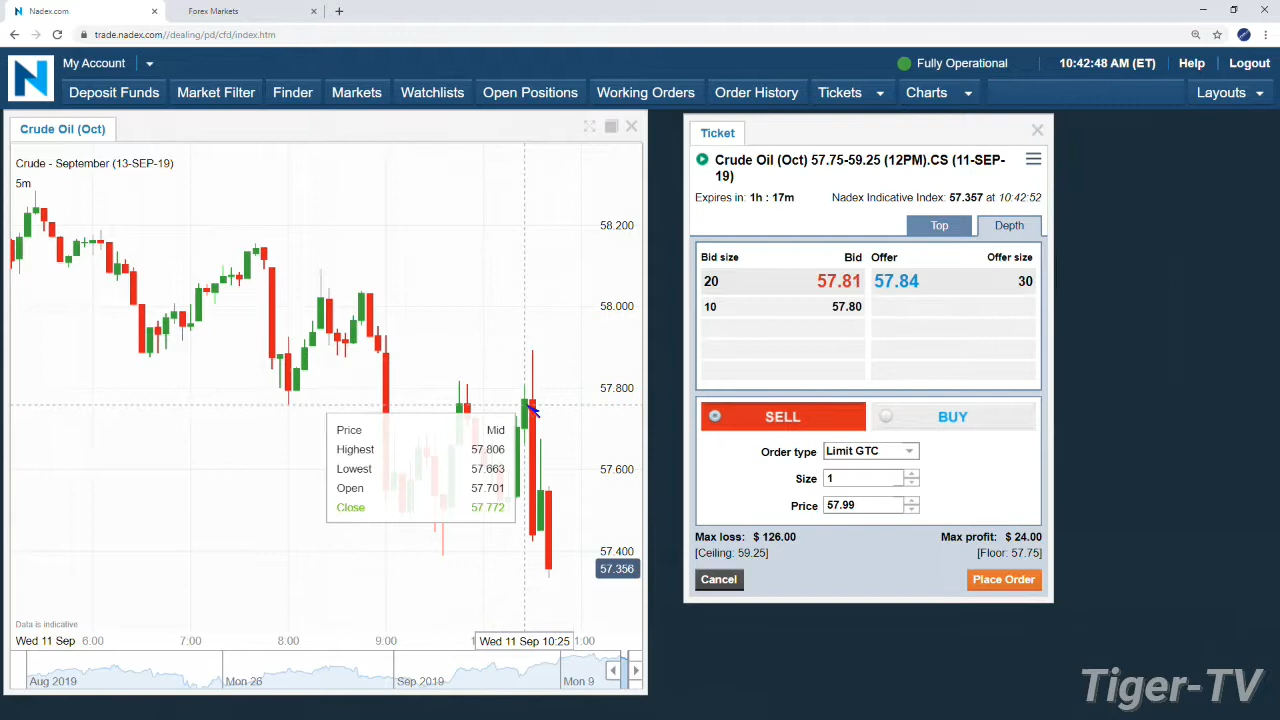 Nadex.com
Forex Markets
trade.nadex.com//dealing/pd/cfd/index.htm
My Account
Fully Operational
10:42:48 AM (ET)
Help
Logout
Deposit Funds
Market Filter
Finder
Markets
Watchlists
Open Positions
Working Orders
Order History
Tickets
Charts
Layouts
Crude Oil (Oct)
Crude - September (13-SEP-19)
5m
58.200
58.000
57.800
57.600
57.400
57.356
Price Mid
Highest 57.806
Lowest 57.663
Open 57.701
Close 57.772
Data is indicative
Wed 11 Sep 6.00 7.00 8.00 9.00 Wed 11 Sep 10:25 1:00
Aug 2019 Mon 26 Sep 2019 Mon 9
Ticket
Crude Oil (Oct) 57.75-59.25 (12PM).CS (11-SEP-
19)
Expires in: 1h : 17m Nadex Indicative Index: 57.357 at 10:42:52
Top Depth
Bid size Bid Offer Offer size
20 57.81 57.84 30
10 57.80
SELL BUY
Order type Limit GTC
Size 1
Price 57.99
Max loss: $ 126.00 Max profit: $ 24.00
[Ceiling: 59.25] [Floor: 57.75]
Cancel Place Order
Tiger-TV